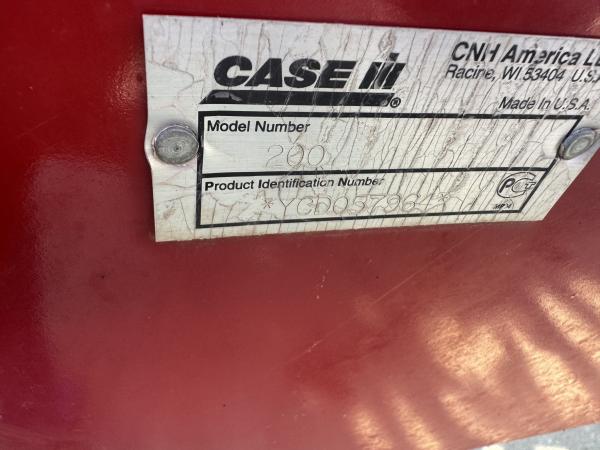 CASE IH
®
CNH America LL
Racine, WI 53404 U.S.A
Made In U.S.A.
Model Number
200
Product Identification Number
*YCD057964*